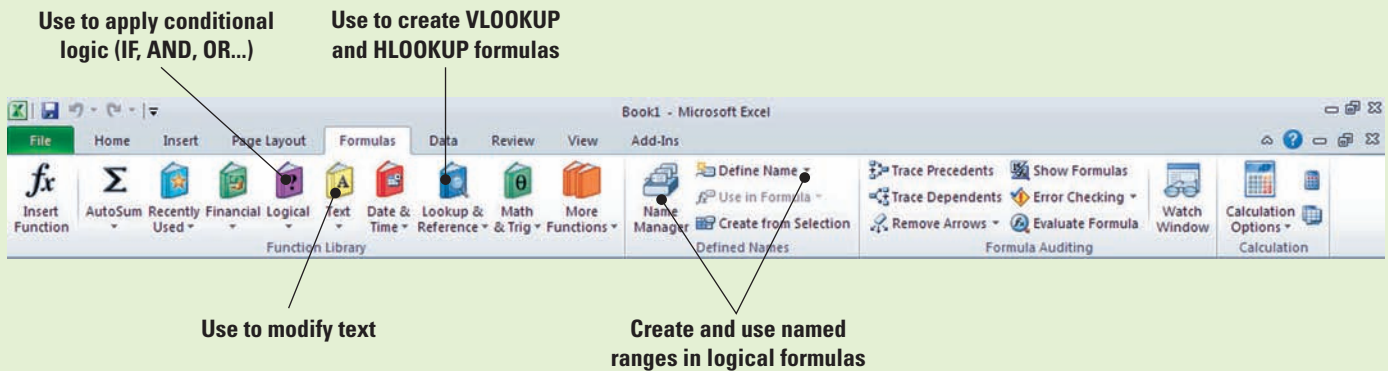 Use to apply conditional
logic (IF, AND, OR...)
Use to create VLOOKUP
and HLOOKUP formulas
Book1 - Microsoft Excel
File Home Insert Page Layout Formulas Data Review View Add-Ins
Insert
Function
AutoSum
Recently
Used
Financial
Logical
Text
Date &
Time
Lookup &
Reference
Math
& Trig
More
Functions
Function Library
Name
Manager
Define Name
Use in Formula
Create from Selection
Defined Names
Trace Precedents
Trace Dependents
Remove Arrows
Show Formulas
Error Checking
Evaluate Formula
Watch
Window
Formula Auditing
Calculation
Options
Calculation
Use to modify text
Create and use named
ranges in logical formulas